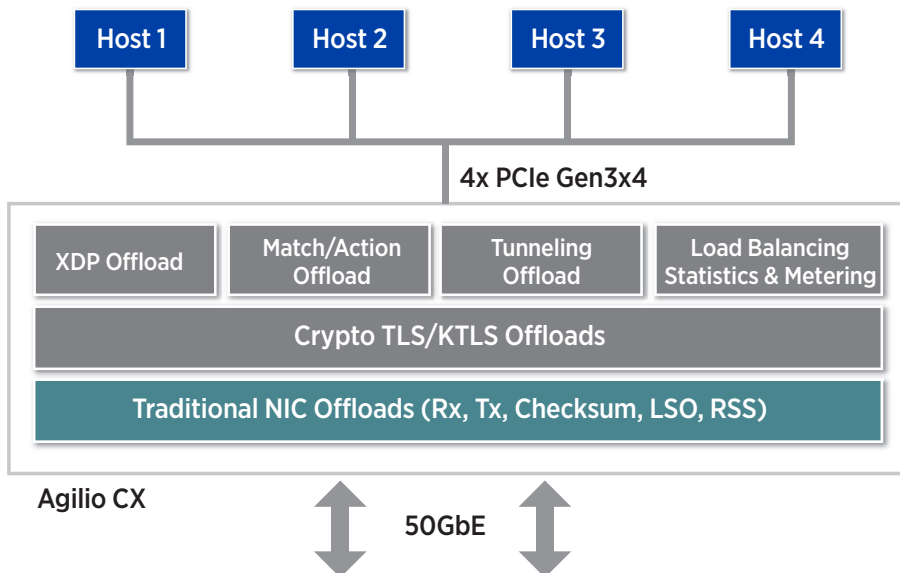 Host 1
Host 2
Host 3
Host 4
4x PCIe Gen3x4
XDP Offload
Match/Action
Offload
Tunneling
Offload
Load Balancing
Statistics & Metering
Crypto TLS/KTLS Offloads
Traditional NIC Offloads (Rx, Tx, Checksum, LSO, RSS)
Agilio CX
50GbE